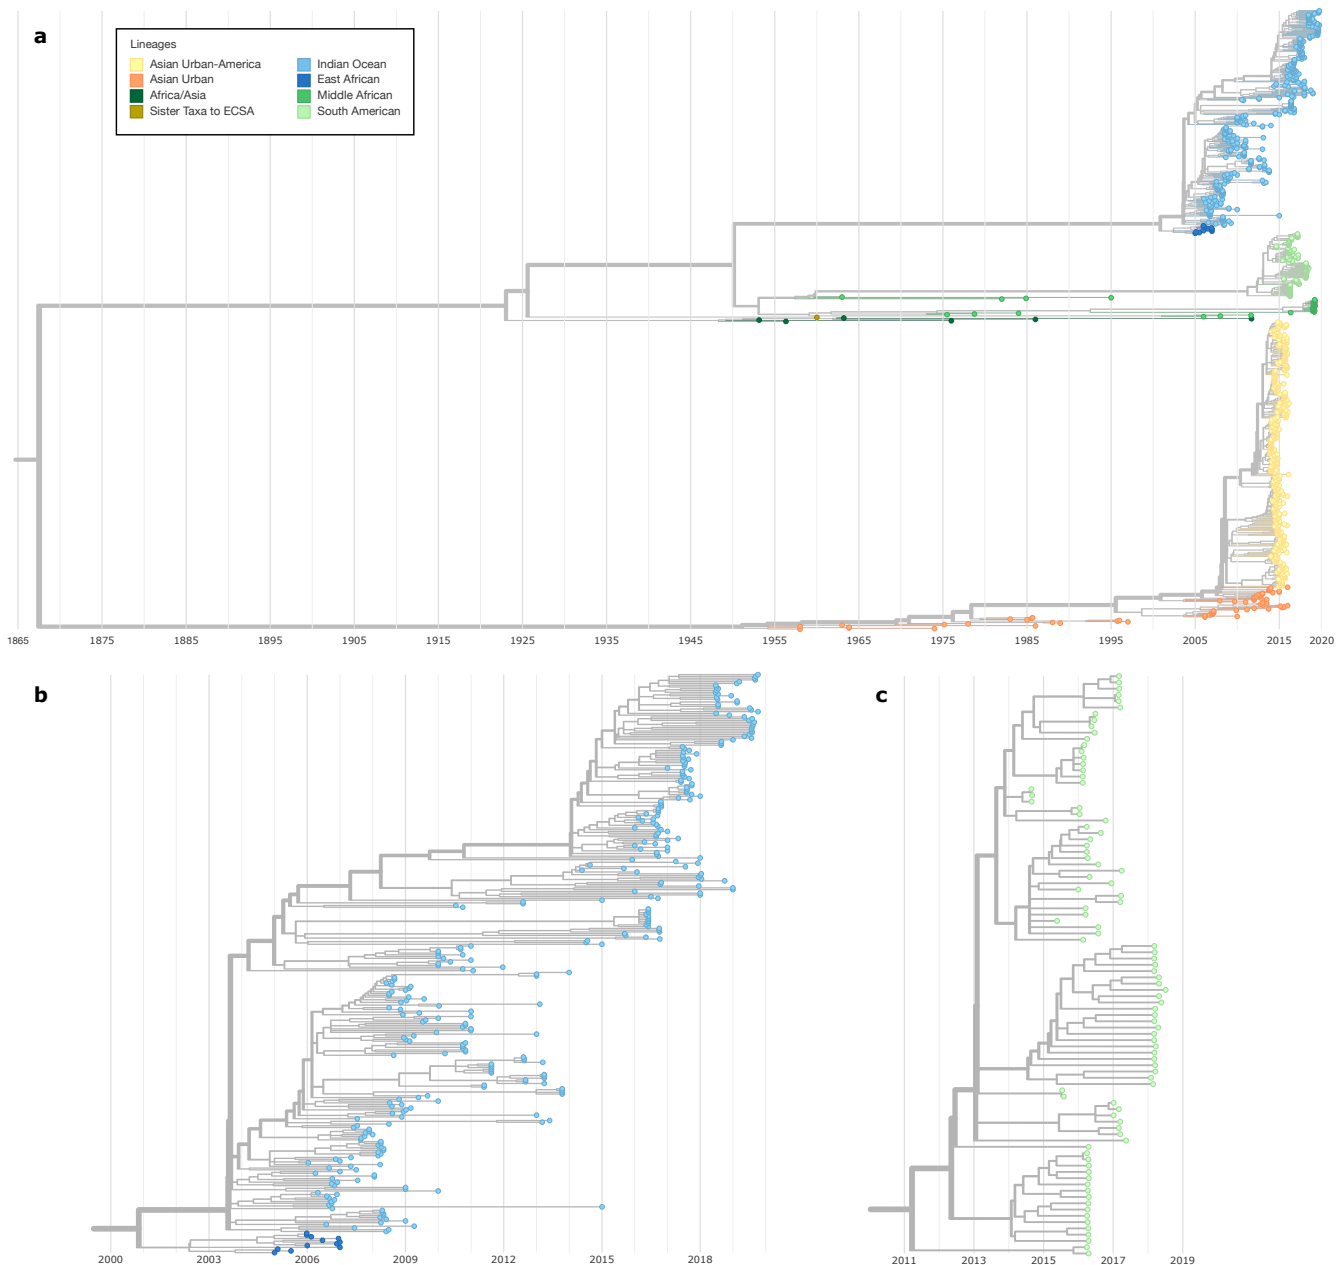 a
Lineages
Asian Urban-America
Asian Urban
Africa/Asia
Sister Taxa to ECSA
Indian Ocean
East African
Middle African
South American
1865 1875 1885 1895 1905 1915 1925 1935 1945 1955 1965 1975 1985 1995 2005 2015 2020
b
2000 2003 2006 2009 2012 2015 2018
c
2011 2013 2015 2017 2019